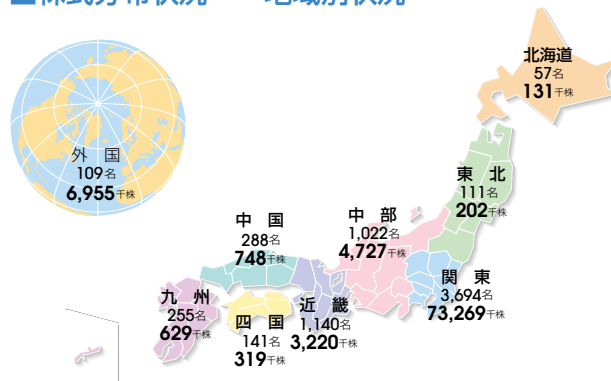 北海道
57名
131千株
外 国
109名
6,955千株
東 北
111名
202千株
中 国
288名
748千株
中 部
1,022名
4,727千株
関 東
3,694名
73,269千株
九 州
255名
629千株
四 国
141名
319千株
近 畿
1,140名
3,220千株